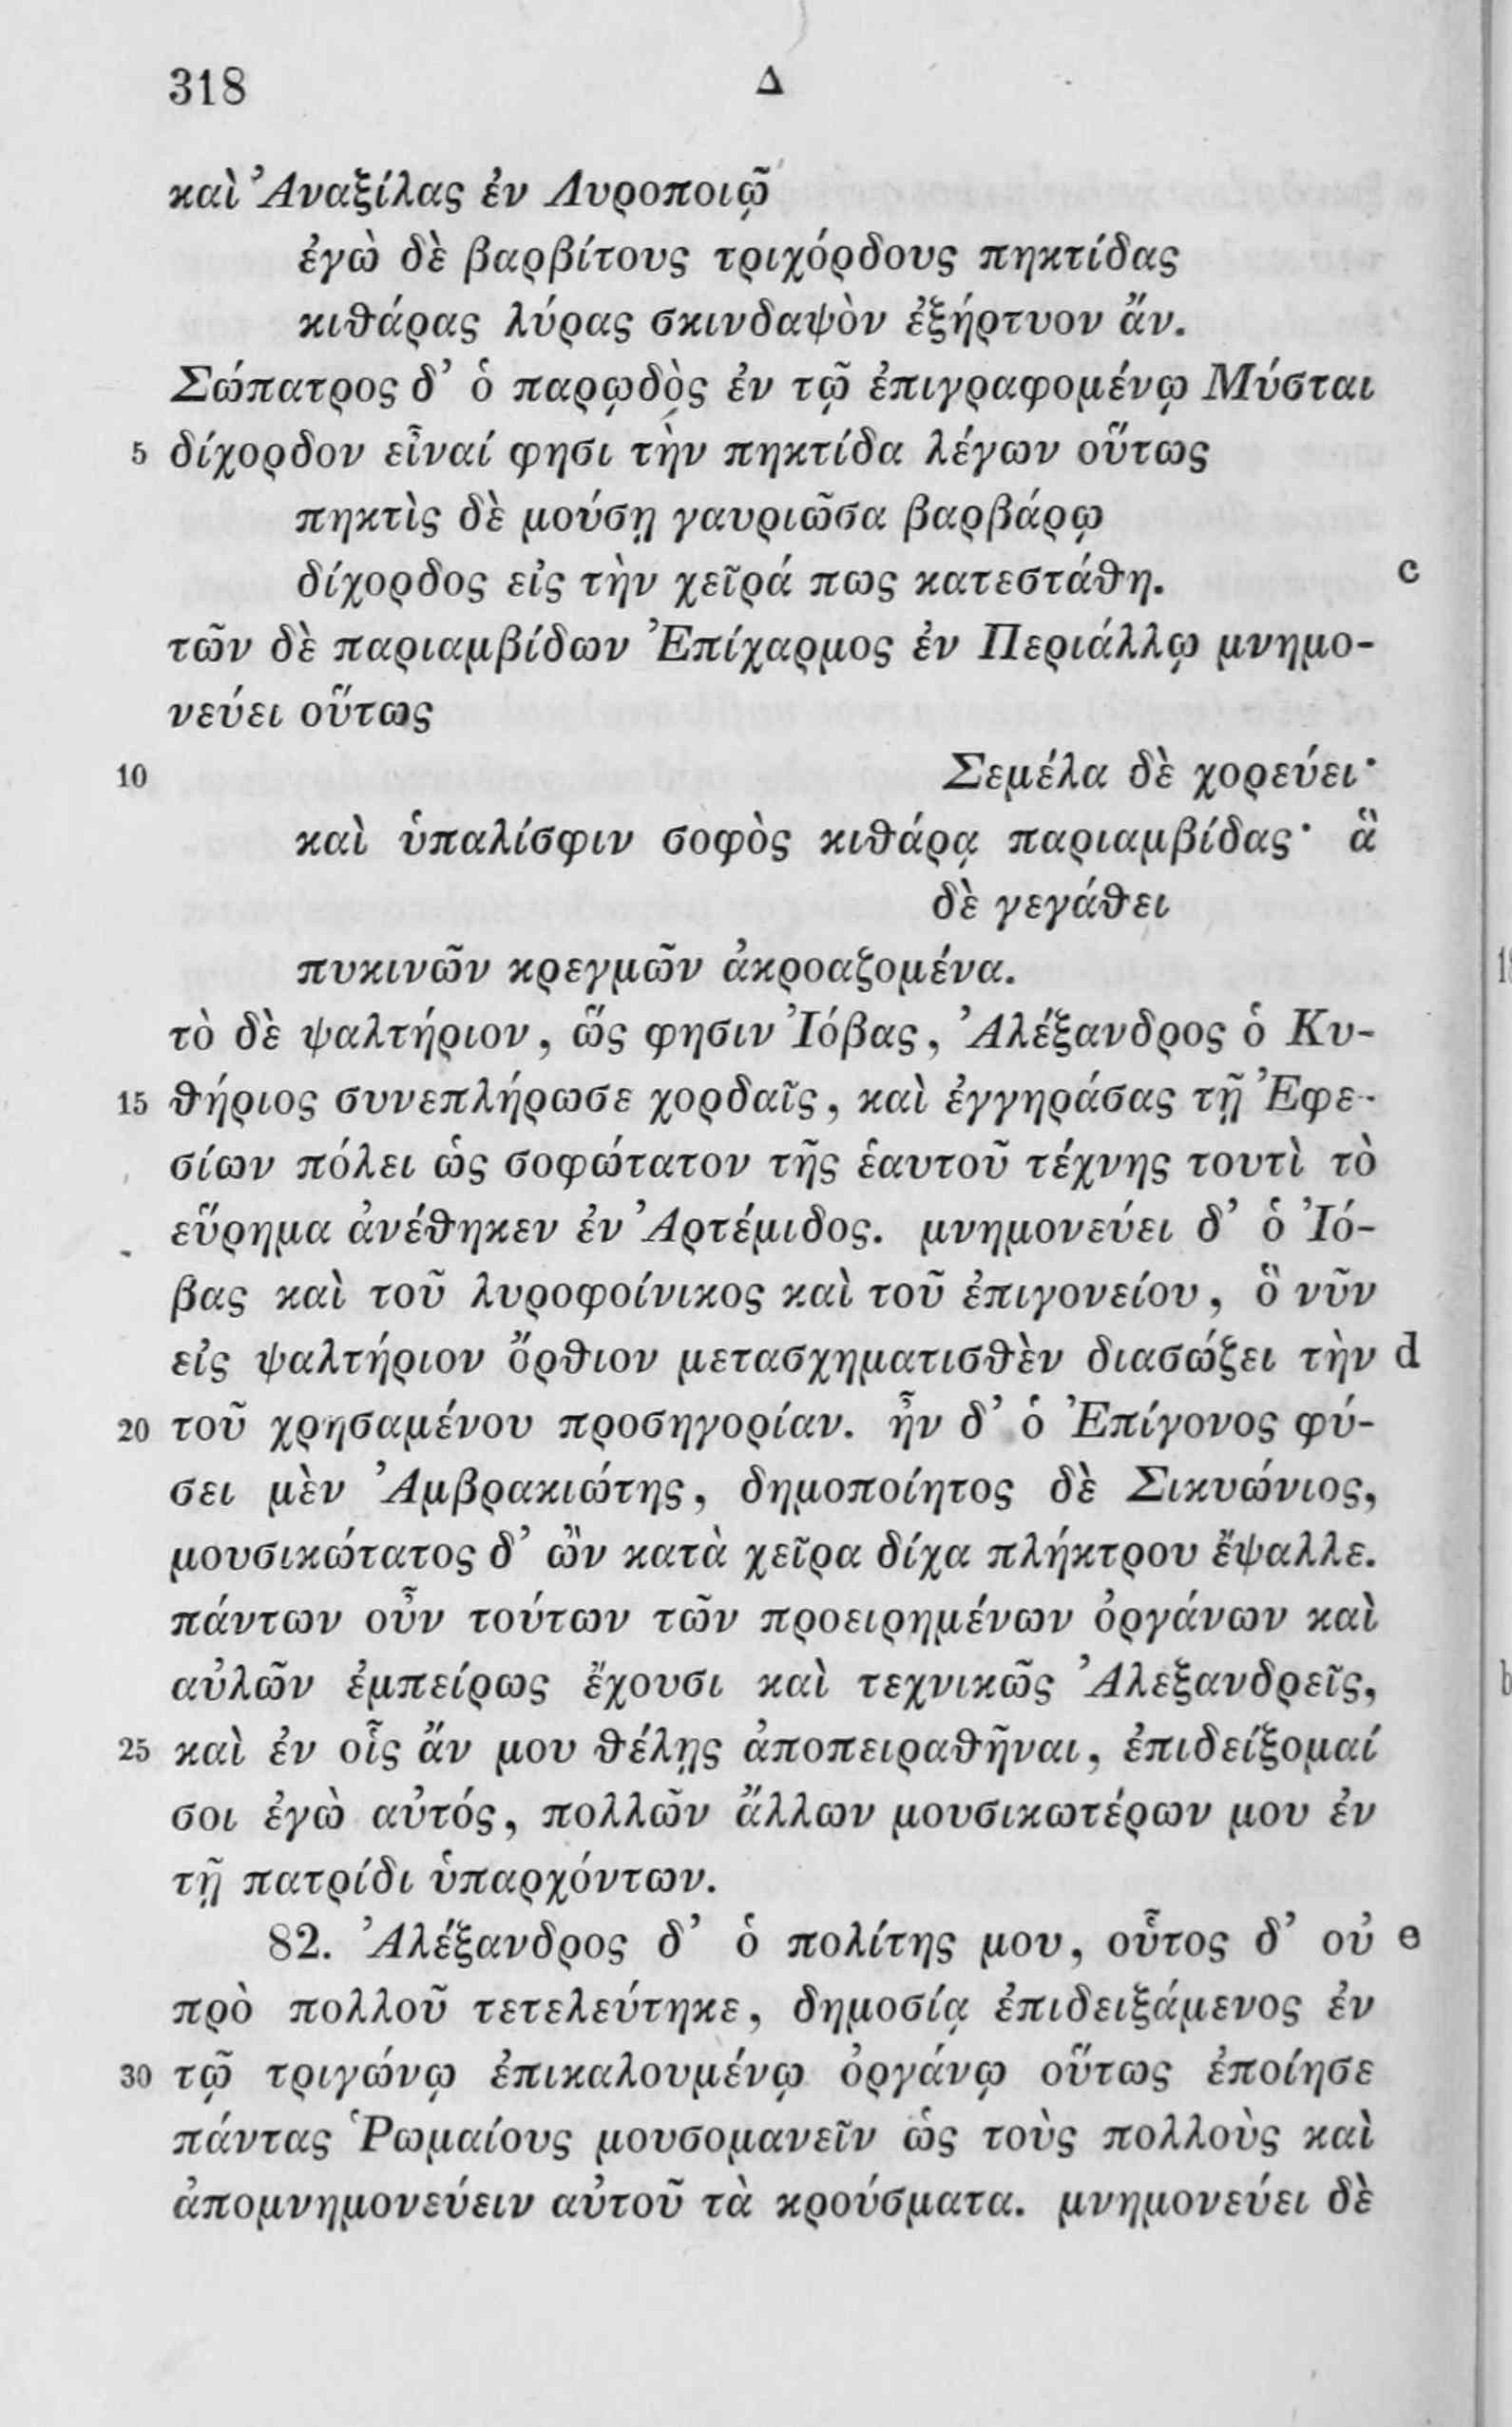 318 Δ
καὶ Ἀναξίλας ἐν Λυροποιῷ
ἐγὼ δὲ βαρβίτους τριχόρδους πηκτίδας
κιθάρας λύρας σκινδαψὸν ἐξήρτυον ἄν.
Σώπατρος δ’ ὁ παρῳδὸς ἐν τῷ ἐπιγραφομένῳ Μύσται
5 δίχορδον εἶναί φησι τὴν πηκτίδα λέγων οὕτως
πηκτὶς δὲ μούσῃ γαυριῶσα βαρβάρῳ
δίχορδος εἰς τὴν χεῖρά πως κατεστάθη. c
τῶν δὲ παριαμβίδων Ἐπίχαρμος ἐν Περιάλλῳ μνημο-
νεύει οὕτως
10 Σεμέλα δὲ χορεύει·
καὶ ὑπαλίσφιν σοφὸς κιθάρᾳ παριαμβίδας· ἃ
δὲ γεγάθει
πυκινῶν κρεγμῶν ἀκροαζομένα.
τὸ δὲ ψαλτήριον, ὥς φησιν Ἰόβας, Ἀλέξανδρος ὁ Κυ-
15 θήριος συνεπλήρωσε χορδαῖς, καὶ ἐγγηράσας τῇ Ἐφε-
σίων πόλει ὡς σοφώτατον τῆς ἑαυτοῦ τέχνης τουτὶ τὸ
εὕρημα ἀνέθηκεν ἐν Ἀρτέμιδος. μνημονεύει δ’ ὁ Ἰό-
βας καὶ τοῦ λυροφοίνικος καὶ τοῦ ἐπιγονείου, ὃ νῦν
εἰς ψαλτήριον ὄρθιον μετασχηματισθὲν διασώζει τὴν d
20 τοῦ χρησαμένου προσηγορίαν. ἦν δ’ ὁ Ἐπίγονος φύ-
σει μὲν Ἀμβρακιώτης, δημοποίητος δὲ Σικυώνιος,
μουσικώτατος δ’ ὢν κατὰ χεῖρα δίχα πλήκτρου ἔψαλλε.
πάντων οὖν τούτων τῶν προειρημένων ὀργάνων καὶ
αὐλῶν ἐμπείρως ἔχουσι καὶ τεχνικῶς Ἀλεξανδρεῖς,
25 καὶ ἐν οἷς ἄν μου θέλῃς ἀποπειραθῆναι, ἐπιδείξομαί
σοι ἐγὼ αὐτός, πολλῶν ἄλλων μουσικωτέρων μου ἐν
τῇ πατρίδι ὑπαρχόντων.
82. Ἀλέξανδρος δ’ ὁ πολίτης μου, οὗτος δ’ οὐ e
πρὸ πολλοῦ τετελεύτηκε, δημοσίᾳ ἐπιδειξάμενος ἐν
30 τῷ τριγώνῳ ἐπικαλουμένῳ ὀργάνῳ οὕτως ἐποίησε
πάντας Ῥωμαίους μουσομανεῖν ὡς τοὺς πολλοὺς καὶ
ἀπομνημονεύειν αὐτοῦ τὰ κρούσματα. μνημονεύει δὲ